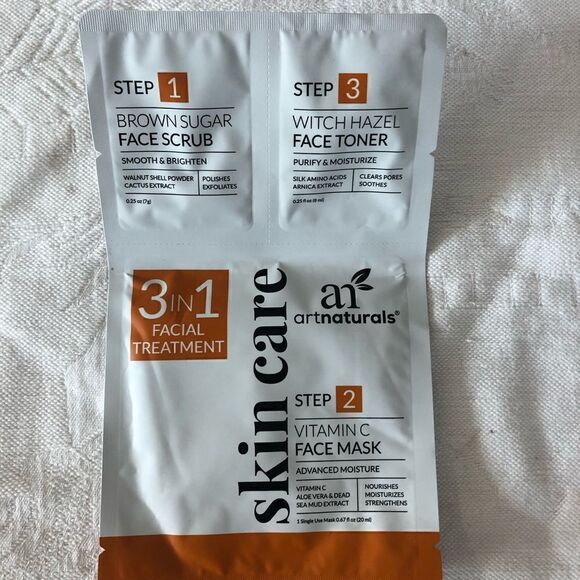 STEP 1
BROWN SUGAR
FACE SCRUB
SMOOTH & BRIGHTEN
WALNUT SHELL POWDER
CACTUS EXTRACT
POLISHES
EXFOLIATES
0.25 oz (7g)
STEP 3
WITCH HAZEL
FACE TONER
PURIFY & MOISTURIZE
SILK AMINO ACIDS
ARNICA EXTRACT
CLEARS PORES
SOOTHES
0.25 fl oz (8 ml)
3 IN 1
FACIAL
TREATMENT
skin care
an
artnaturals®
STEP 2
VITAMIN C
FACE MASK
ADVANCED MOISTURE
VITAMIN C
ALOE VERA & DEAD
SEA MUD EXTRACT
NOURISHES
MOISTURIZES
STRENGTHENS
1 Single Use Mask 0.67 fl oz (20 ml)